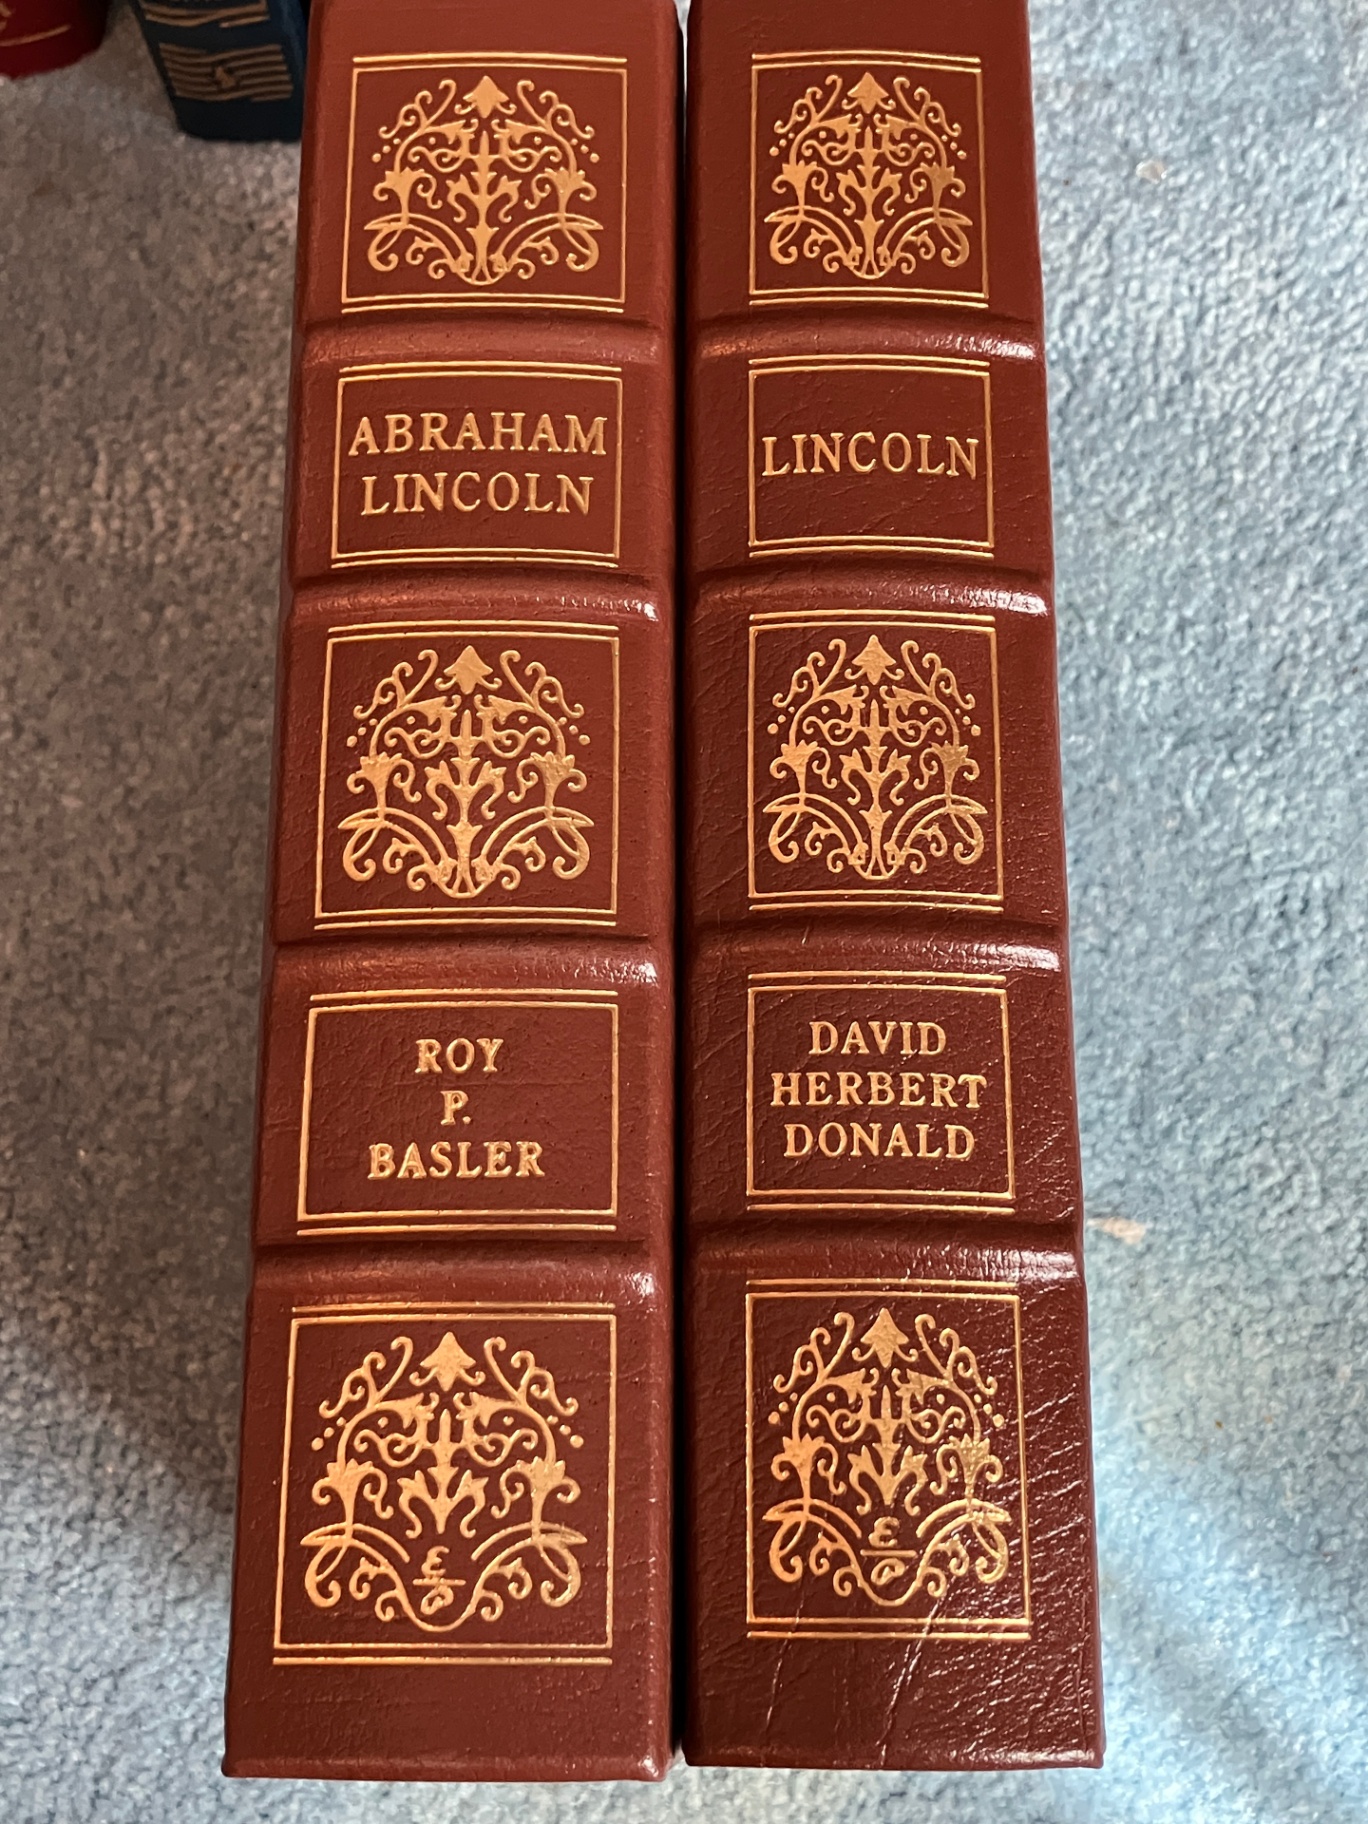 ABRAHAM
LINCOLN
ROY
P.
BASLER
LINCOLN
DAVID
HERBERT
DONALD